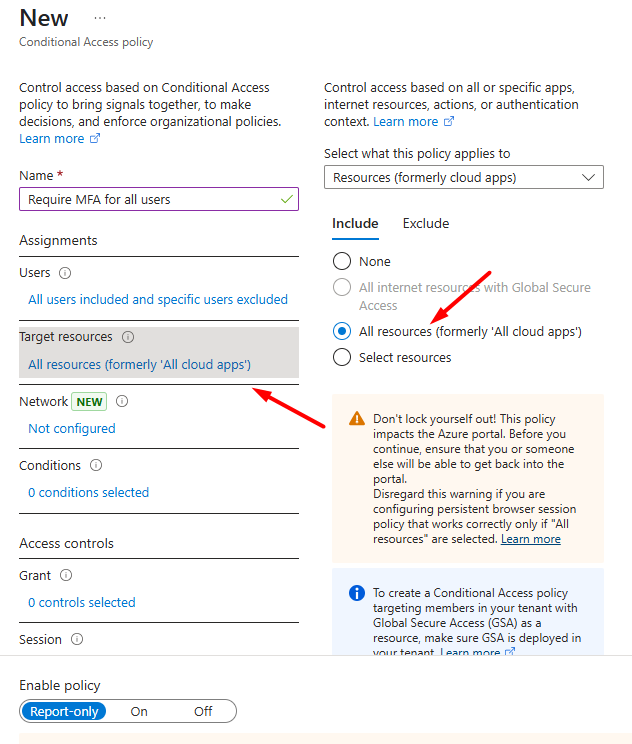 New ...
Conditional Access policy
Control access based on Conditional Access
policy to bring signals together, to make
decisions, and enforce organizational policies.
Learn more
Name *
Require MFA for all users
Assignments
Users
All users included and specific users excluded
Target resources
All resources (formerly 'All cloud apps')
Network NEW
Not configured
Conditions
0 conditions selected
Access controls
Grant
0 controls selected
Session
Control access based on all or specific apps,
internet resources, actions, or authentication
context. Learn more
Select what this policy applies to
Resources (formerly cloud apps)
Include Exclude
None
All internet resources with Global Secure
Access
All resources (formerly 'All cloud apps')
Select resources
Don't lock yourself out! This policy
impacts the Azure portal. Before you
continue, ensure that you or someone
else will be able to get back into the
portal.
Disregard this warning if you are
configuring persistent browser session
policy that works correctly only if "All
resources" are selected. Learn more
To create a Conditional Access policy
targeting members in your tenant with
Global Secure Access (GSA) as a
resource, make sure GSA is deployed in
your tenant. Learn more
Enable policy
Report-only On Off